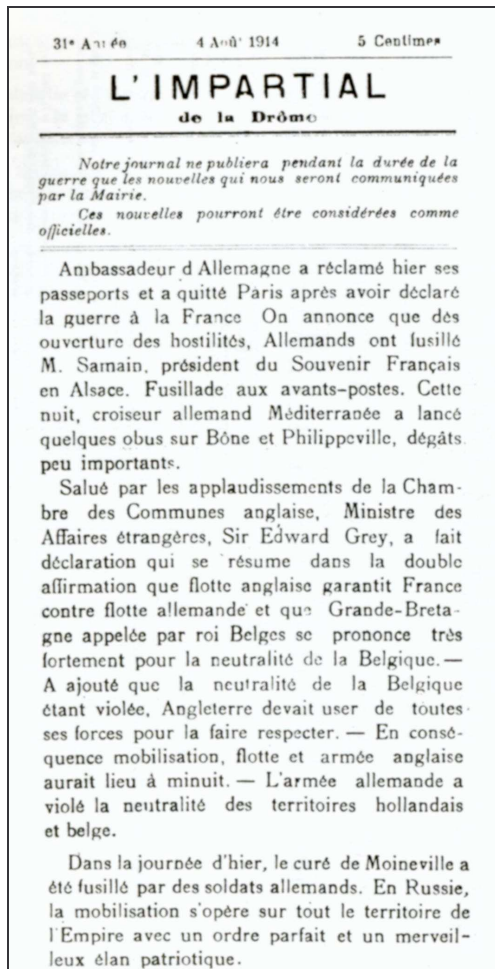 31e Année 4 Août 1914 5 Centimes
L'IMPARTIAL
de la Drôme
Notre journal ne publiera pendant la durée de la
guerre que les nouvelles qui nous seront communiquées
par la Mairie.
Ces nouvelles pourront être considérées comme
officielles.
Ambassadeur d Allemagne a réclamé hier ses
passeports et a quitté Paris après avoir déclaré
la guerre à la France On annonce que dès
ouverture des hostilités, Allemands ont fusillé
M. Samain, président du Souvenir Français
en Alsace. Fusillade aux avants-postes. Cette
nuit, croiseur allemand Méditerranée a lancé
quelques obus sur Bône et Philippeville, dégâts
peu importants.
Salué par les applaudissements de la Cham-
bre des Communes anglaise, Ministre des
Affaires étrangères, Sir Edward Grey, a fait
déclaration qui se résume dans la double
affirmation que flotte anglaise garantit France
contre flotte allemande et que Grande-Breta-
gne appelée par roi Belges se prononce très
fortement pour la neutralité de la Belgique. —
A ajouté que la neutralité de la Belgique
étant violée, Angleterre devait user de toutes
ses forces pour la faire respecter. — En consé-
quence mobilisation, flotte et armée anglaise
aurait lieu à minuit. — L'armée allemande a
violé la neutralité des territoires hollandais
et belge.
Dans la journée d'hier, le curé de Moineville a
été fusillé par des soldats allemands. En Russie,
la mobilisation s'opère sur tout le territoire de
l'Empire avec un ordre parfait et un merveil-
leux élan patriotique.